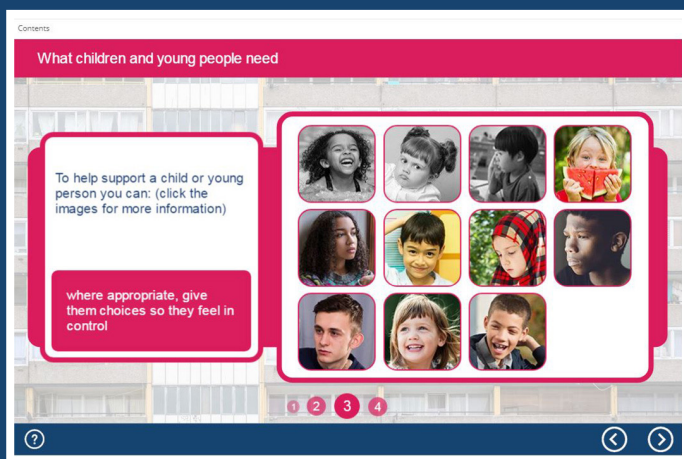 Contents
What children and young people need
To help support a child or young
person you can: (click the
images for more information)
where appropriate, give
them choices so they feel in
control
1 2 3 4
?